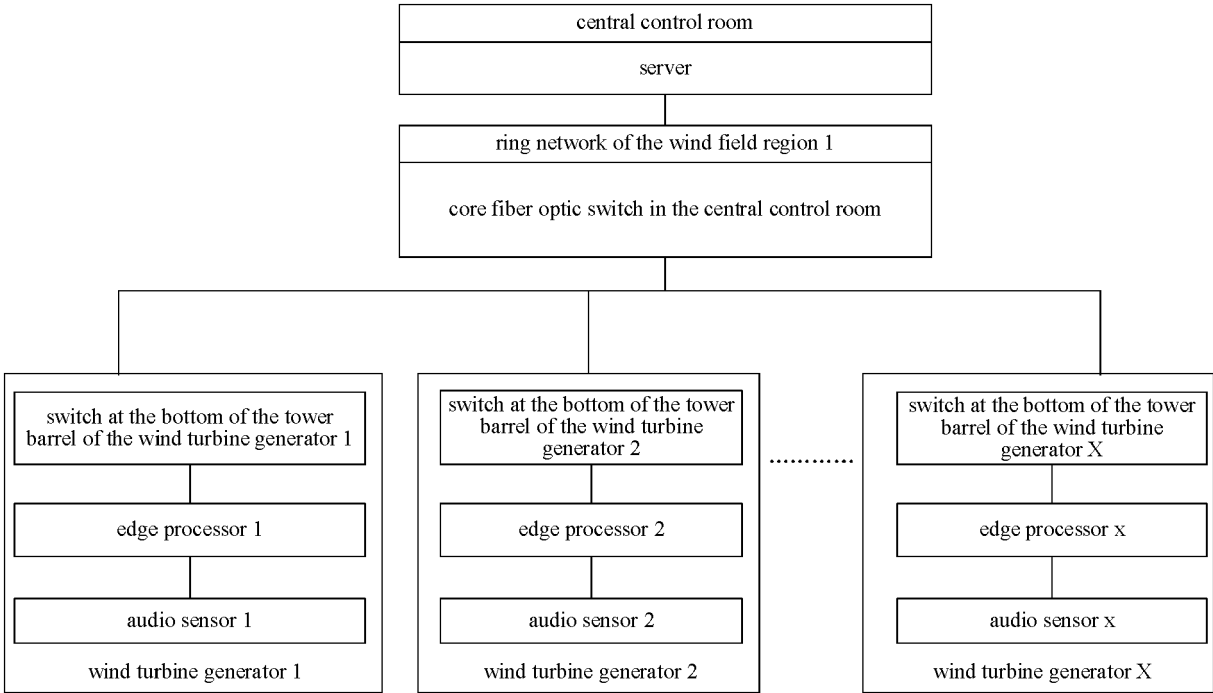 central control room
server
ring network of the wind field region 1
core fiber optic switch in the central control room
switch at the bottom of the tower
barrel of the wind turbine generator 1
edge processor 1
audio sensor 1
wind turbine generator 1
switch at the bottom of the tower
barrel of the wind turbine
generator 2
edge processor 2
audio sensor 2
wind turbine generator 2
............
switch at the bottom of the tower
barrel of the wind turbine
generator X
edge processor x
audio sensor x
wind turbine generator X